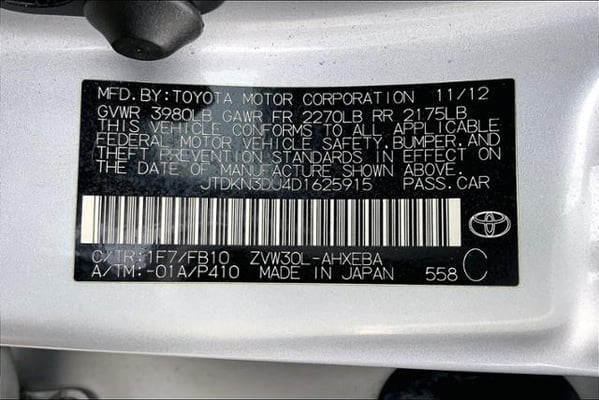 MFD.BY:TOYOTA MOTOR CORPORATION 11/12
GVWR 3980LB GAWR FR 2270LB RR 2175LB
THIS VEHICLE CONFORMS TO ALL APPLICABLE
FEDERAL MOTOR VEHICLE SAFETY,BUMPER,AND
THEFT PREVENTION STANDARDS IN EFFECT ON
THE DATE OF MANUFACTURE SHOWN ABOVE.
JTDKN3DU4D1625915 PASS.CAR
C/TR:1F7/FB10 ZVW30L-AHXEBA
A/TM:-01A/P410 MADE IN JAPAN 558 C